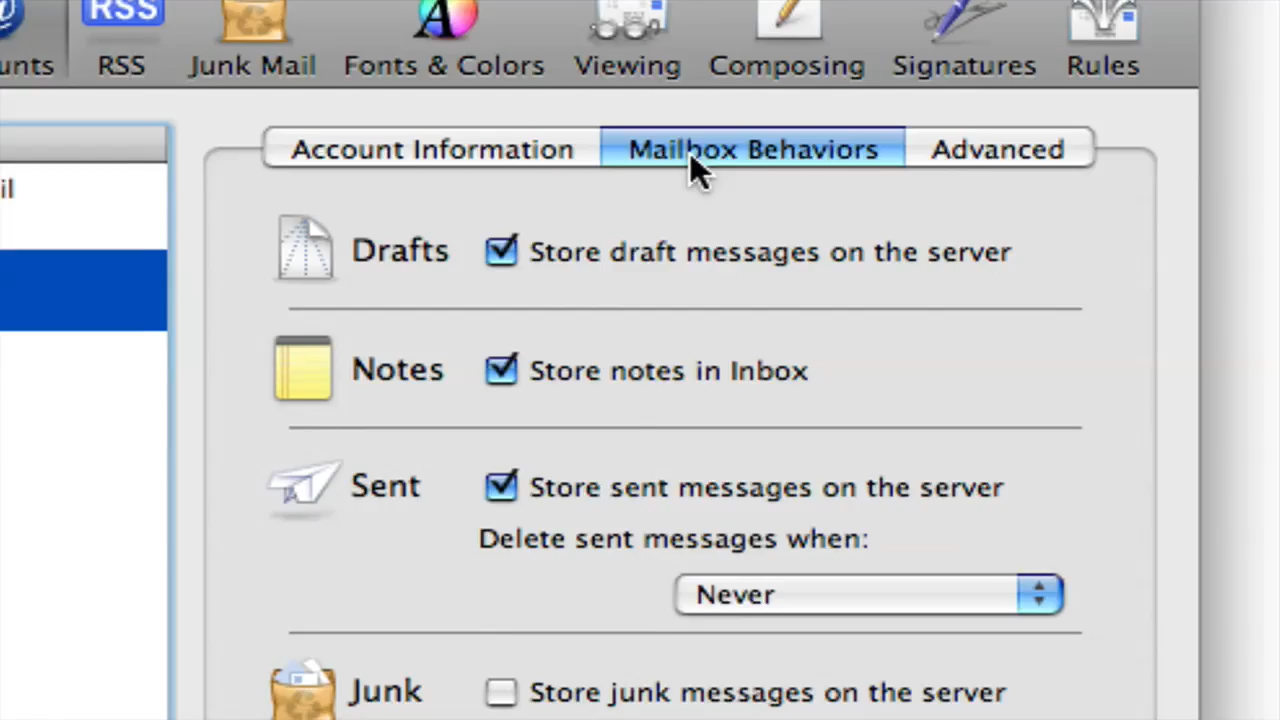 RSS
unts RSS Junk Mail Fonts & Colors Viewing Composing Signatures Rules
Account Information Mailbox Behaviors Advanced
il
Drafts Store draft messages on the server
Notes Store notes in Inbox
Sent Store sent messages on the server
Delete sent messages when:
Never
Junk Store junk messages on the server